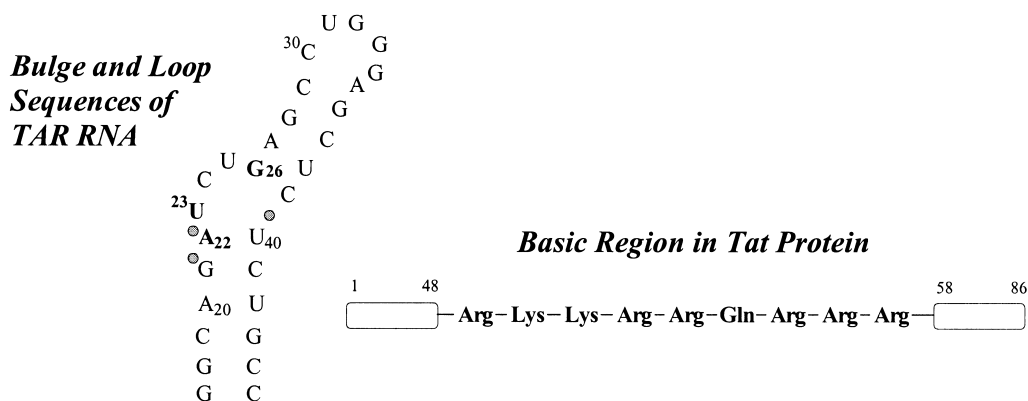 Bulge and Loop
Sequences of
TAR RNA
U G
30C G
C A G
G G
A C
U G26 U
C C
23U
A22 U40
G C
A20 U
C G
G C
G C
Basic Region in Tat Protein
1 48 58 86
Arg–Lys–Lys–Arg–Arg–Gln–Arg–Arg–Arg